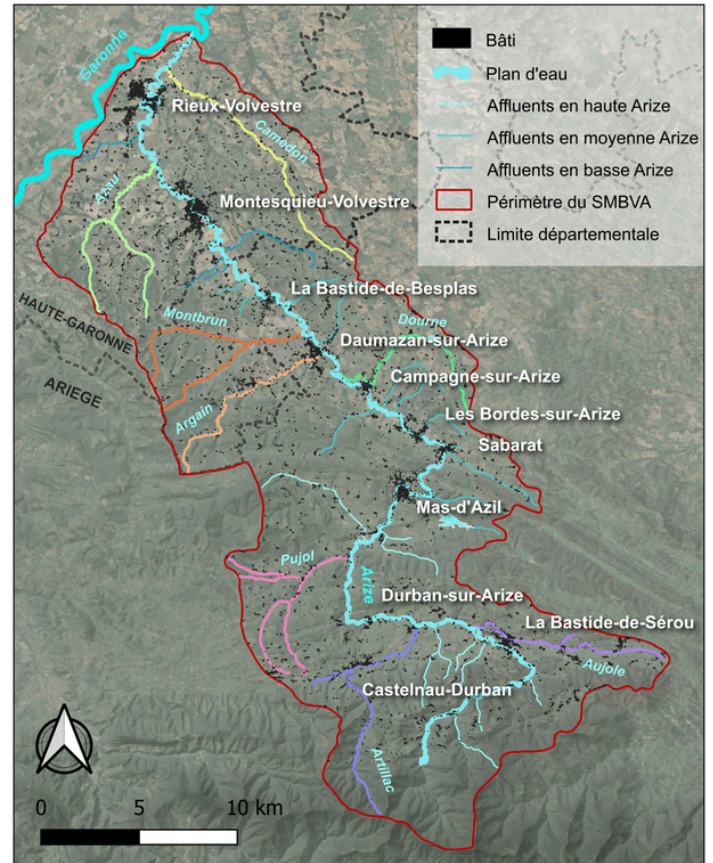 Bâti
Plan d'eau
Affluents en haute Arize
Affluents en moyenne Arize
Affluents en basse Arize
Périmètre du SMBVA
Limite départementale
Garonne
Rieux-Volvestre
Camedon
Azau
Montesquieu-Volvestre
La Bastide-de-Besplas
Montbrun
Dourne
HAUTE-GARONNE
Daumazan-sur-Arize
ARIEGE
Campagne-sur-Arize
Argain
Les Bordes-sur-Arize
Sabarat
Mas-d'Azil
Pujol
Arize
Durban-sur-Arize
La Bastide-de-Sérou
Aujole
Castelnau-Durban
Artillac
0 5 10 km